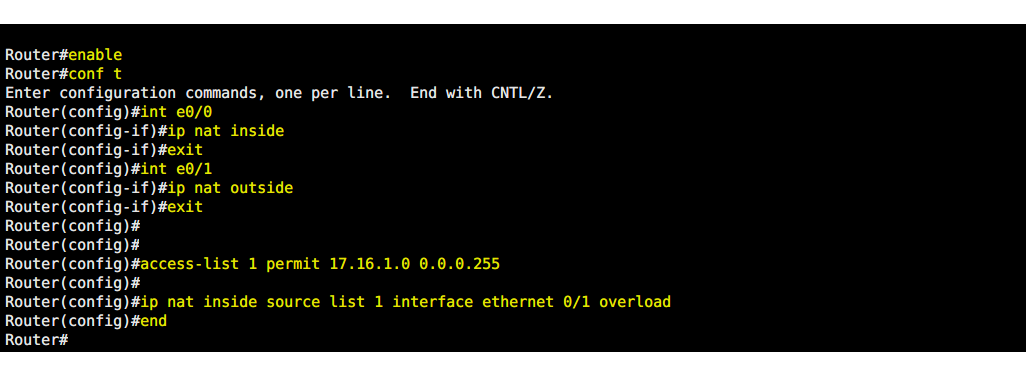 Router#enable
Router#conf t
Enter configuration commands, one per line.  End with CNTL/Z.
Router(config)#int e0/0
Router(config-if)#ip nat inside
Router(config-if)#exit
Router(config)#int e0/1
Router(config-if)#ip nat outside
Router(config-if)#exit
Router(config)#
Router(config)#
Router(config)#access-list 1 permit 17.16.1.0 0.0.0.255
Router(config)#
Router(config)#ip nat inside source list 1 interface ethernet 0/1 overload
Router(config)#end
Router#